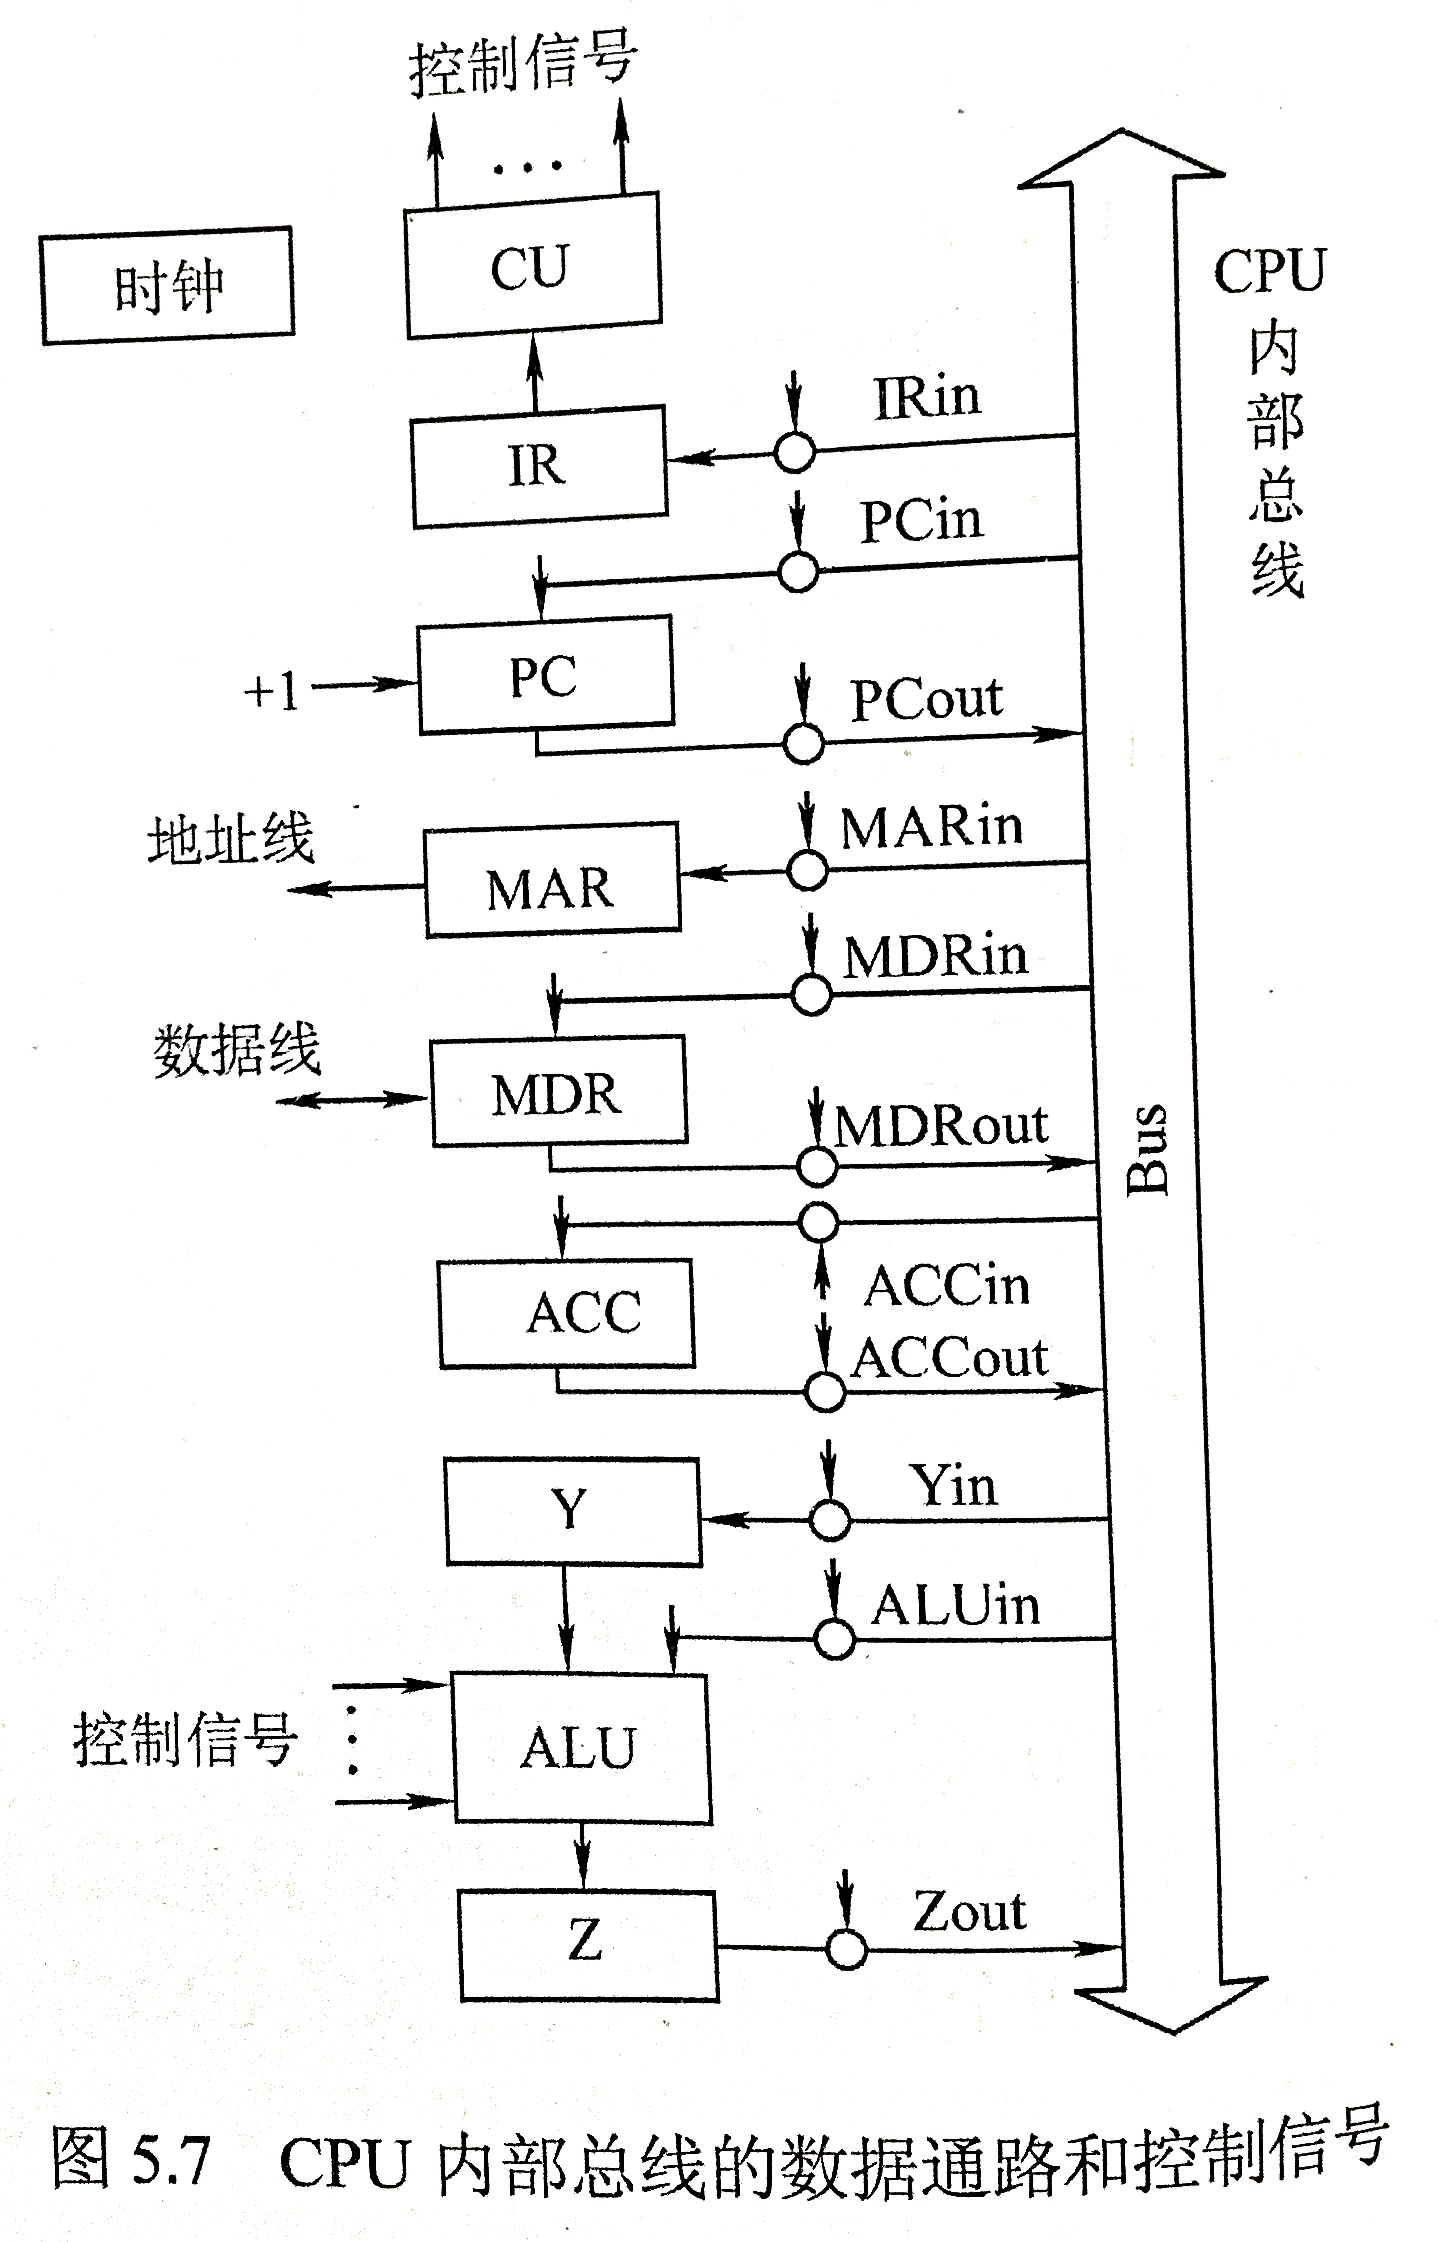 控制信号
时钟
CU
CPU
内
部
总
线
IRin
IR
PCin
+1
PC
PCout
地址线
MARin
MAR
MDRin
数据线
MDR
MDRout
Bus
ACCin
ACC
ACCout
Yin
Y
ALUin
控制信号
ALU
Zout
Z
图 5.7 CPU 内部总线的数据通路和控制信号